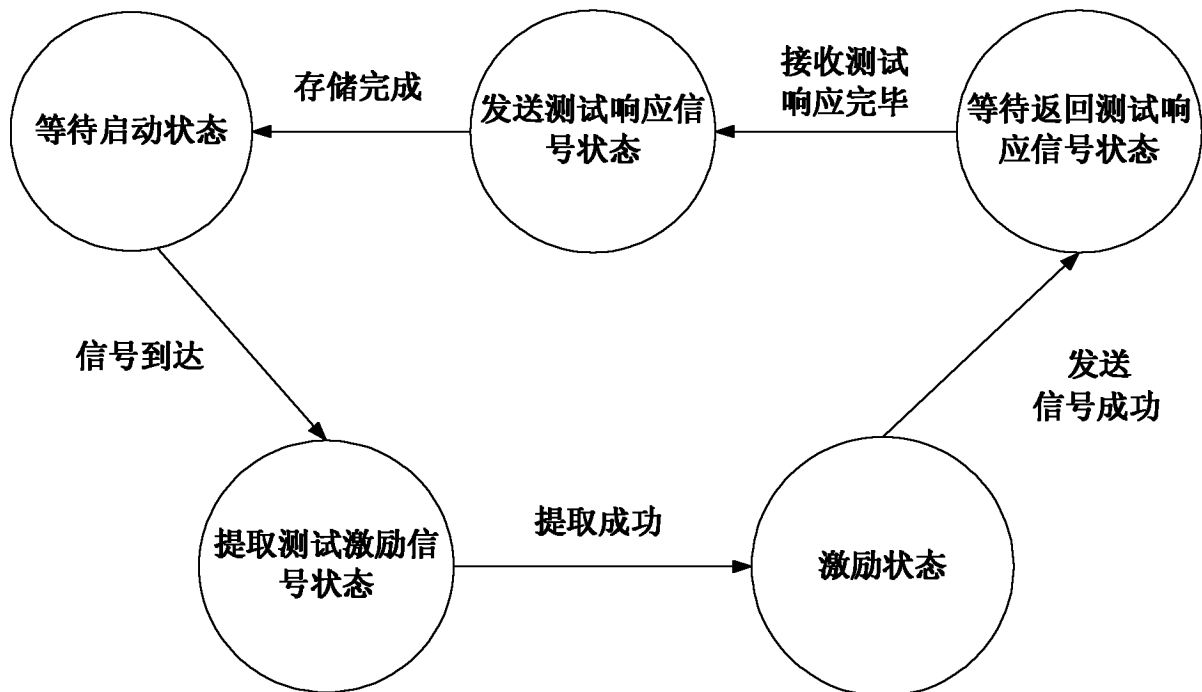 等待启动状态
存储完成
发送测试响应信
号状态
接收测试
响应完毕
等待返回测试响
应信号状态
信号到达
发送
信号成功
提取测试激励信
号状态
提取成功
激励状态